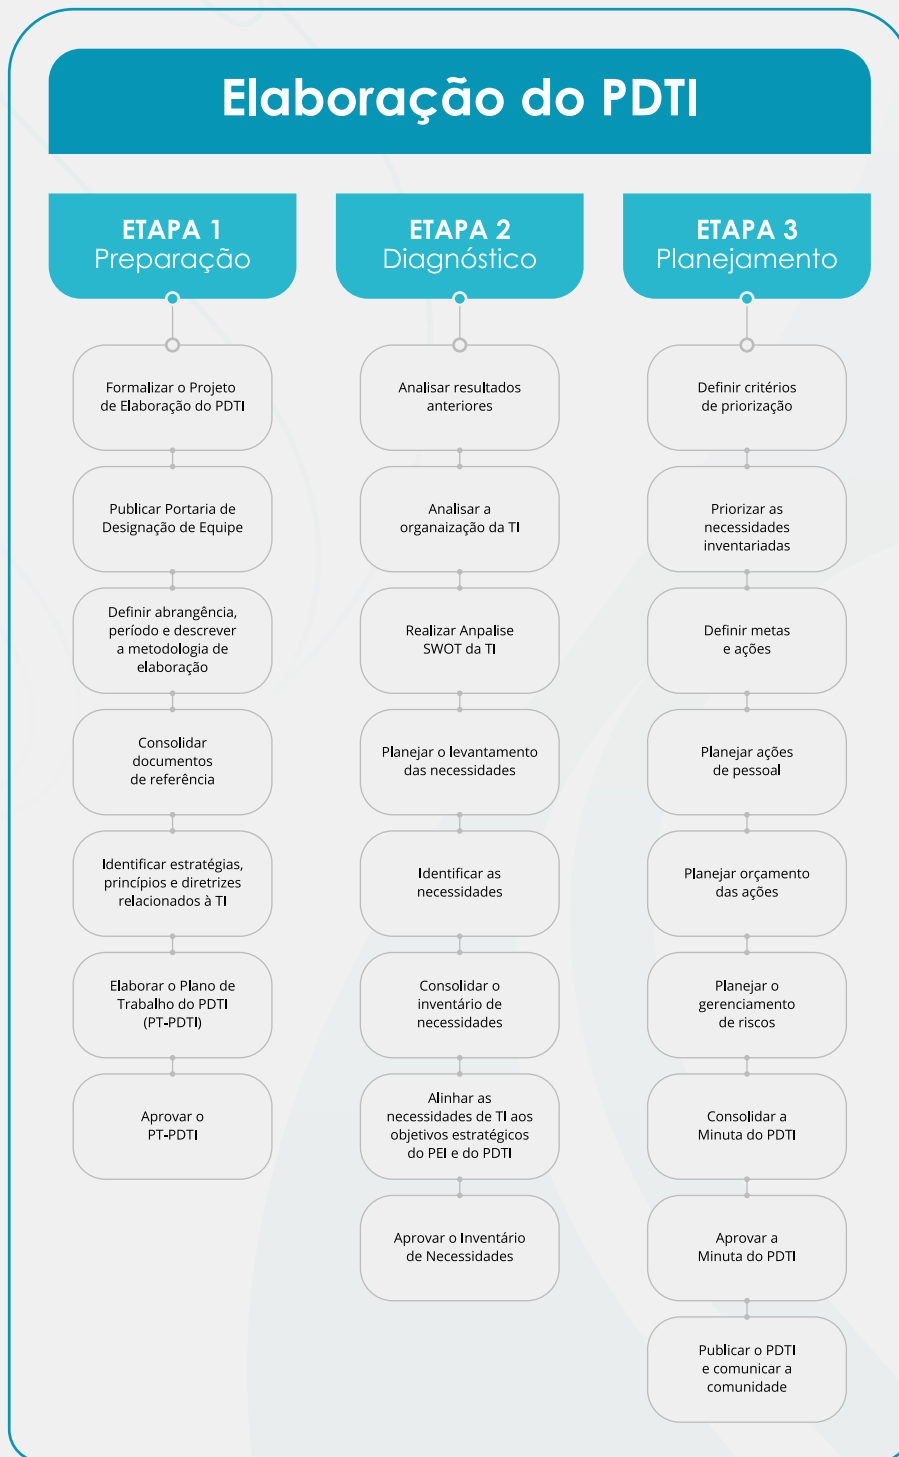 Elaboração do PDTI
ETAPA 1
Preparação
Formalizar o Projeto
de Elaboração do PDTI
Publicar Portaria de
Designação de Equipe
Definir abrangência,
período e descrever
a metodologia de
elaboração
Consolidar
documentos
de referência
Identificar estratégias,
princípios e diretrizes
relacionados à TI
Elaborar o Plano de
Trabalho do PDTI
(PT-PDTI)
Aprovar o
PT-PDTI
ETAPA 2
Diagnóstico
Analisar resultados
anteriores
Analisar a
organaização da TI
Realizar Anpalise
SWOT da TI
Planejar o levantamento
das necessidades
Identificar as
necessidades
Consolidar o
inventário de
necessidades
Alinhar as
necessidades de TI aos
objetivos estratégicos
do PEI e do PDTI
Aprovar o Inventário
de Necessidades
ETAPA 3
Planejamento
Definir critérios
de priorização
Priorizar as
necessidades
inventariadas
Definir metas
e ações
Planejar ações
de pessoal
Planejar orçamento
das ações
Planejar o
gerenciamento
de riscos
Consolidar a
Minuta do PDTI
Aprovar a
Minuta do PDTI
Publicar o PDTI
e comunicar a
comunidade